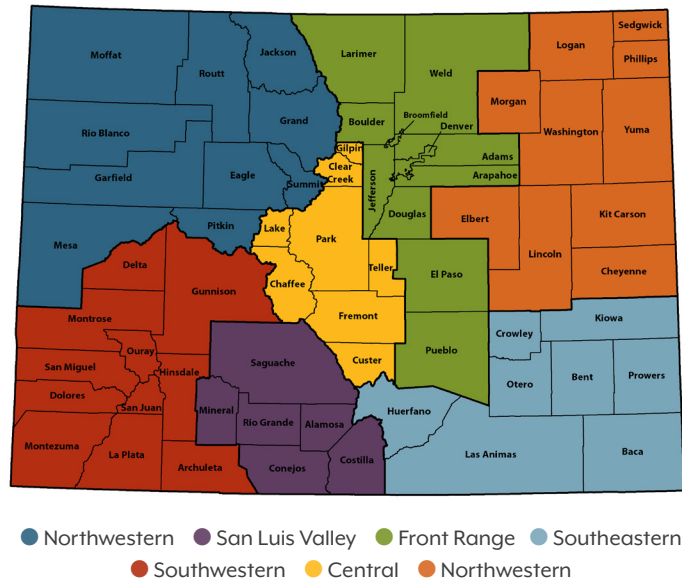 Sedgwick
Jackson
Logan
Moffat
Larimer
Phillips
Routt
Weld
Morgan
Boulder
Broomfield
Grand
Denver
Rio Blanco
Washington
Yuma
Gilpin
Adams
Clear
Creek
Garfield
Eagle
Summit
Jefferson
Arapahoe
Douglas
Elbert
Kit Carson
Pitkin
Lake
Park
Mesa
Lincoln
Delta
Teller
El Paso
Cheyenne
Gunnison
Chaffee
Montrose
Fremont
Kiowa
Crowley
Ouray
Pueblo
Saguache
Custer
San Miguel
Hinsdale
Otero
Bent
Prowers
Dolores
San Juan
Mineral
Huerfano
Rio Grande
Alamosa
Montezuma
La Plata
Archuleta
Conejos
Costilla
Las Animas
Baca
Northwestern San Luis Valley Front Range Southeastern
Southwestern Central Northwestern